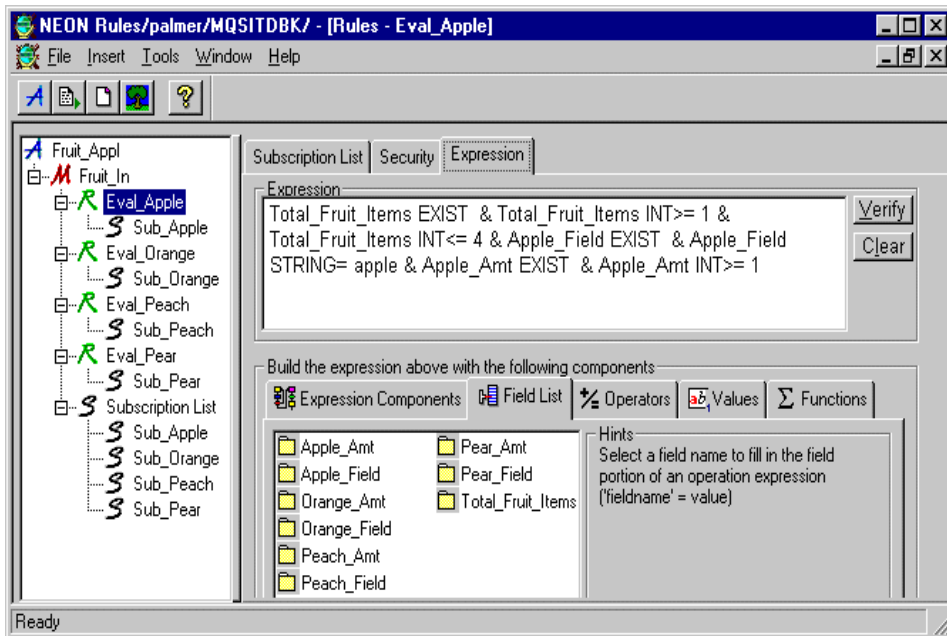 NEON Rules/palmer/MQSITDBK/ - [Rules - Eval_Apple]
File Insert Tools Window Help
Fruit_Appl
Fruit_In
Eval_Apple
Sub_Apple
Eval_Orange
Sub_Orange
Eval_Peach
Sub_Peach
Eval_Pear
Sub_Pear
Subscription List
Sub_Apple
Sub_Orange
Sub_Peach
Sub_Pear
Subscription List Security Expression
Expression
Total_Fruit_Items EXIST & Total_Fruit_Items INT>= 1 &
Total_Fruit_Items INT<= 4 & Apple_Field EXIST & Apple_Field
STRING= apple & Apple_Amt EXIST & Apple_Amt INT>= 1
Verify
Clear
Build the expression above with the following components
Expression Components Field List Operators Values Functions
Apple_Amt
Apple_Field
Orange_Amt
Orange_Field
Peach_Amt
Peach_Field
Pear_Amt
Pear_Field
Total_Fruit_Items
Hints
Select a field name to fill in the field
portion of an operation expression
('fieldname' = value)
Ready